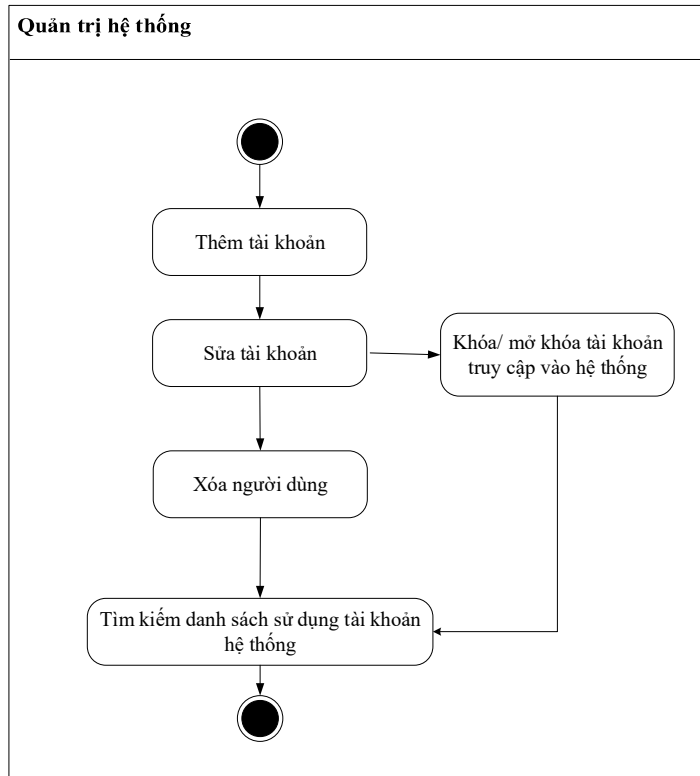 Quản trị hệ thống
Thêm tài khoản
Sửa tài khoản
Khóa/ mở khóa tài khoản
truy cập vào hệ thống
Xóa người dùng
Tìm kiếm danh sách sử dụng tài khoản
hệ thống